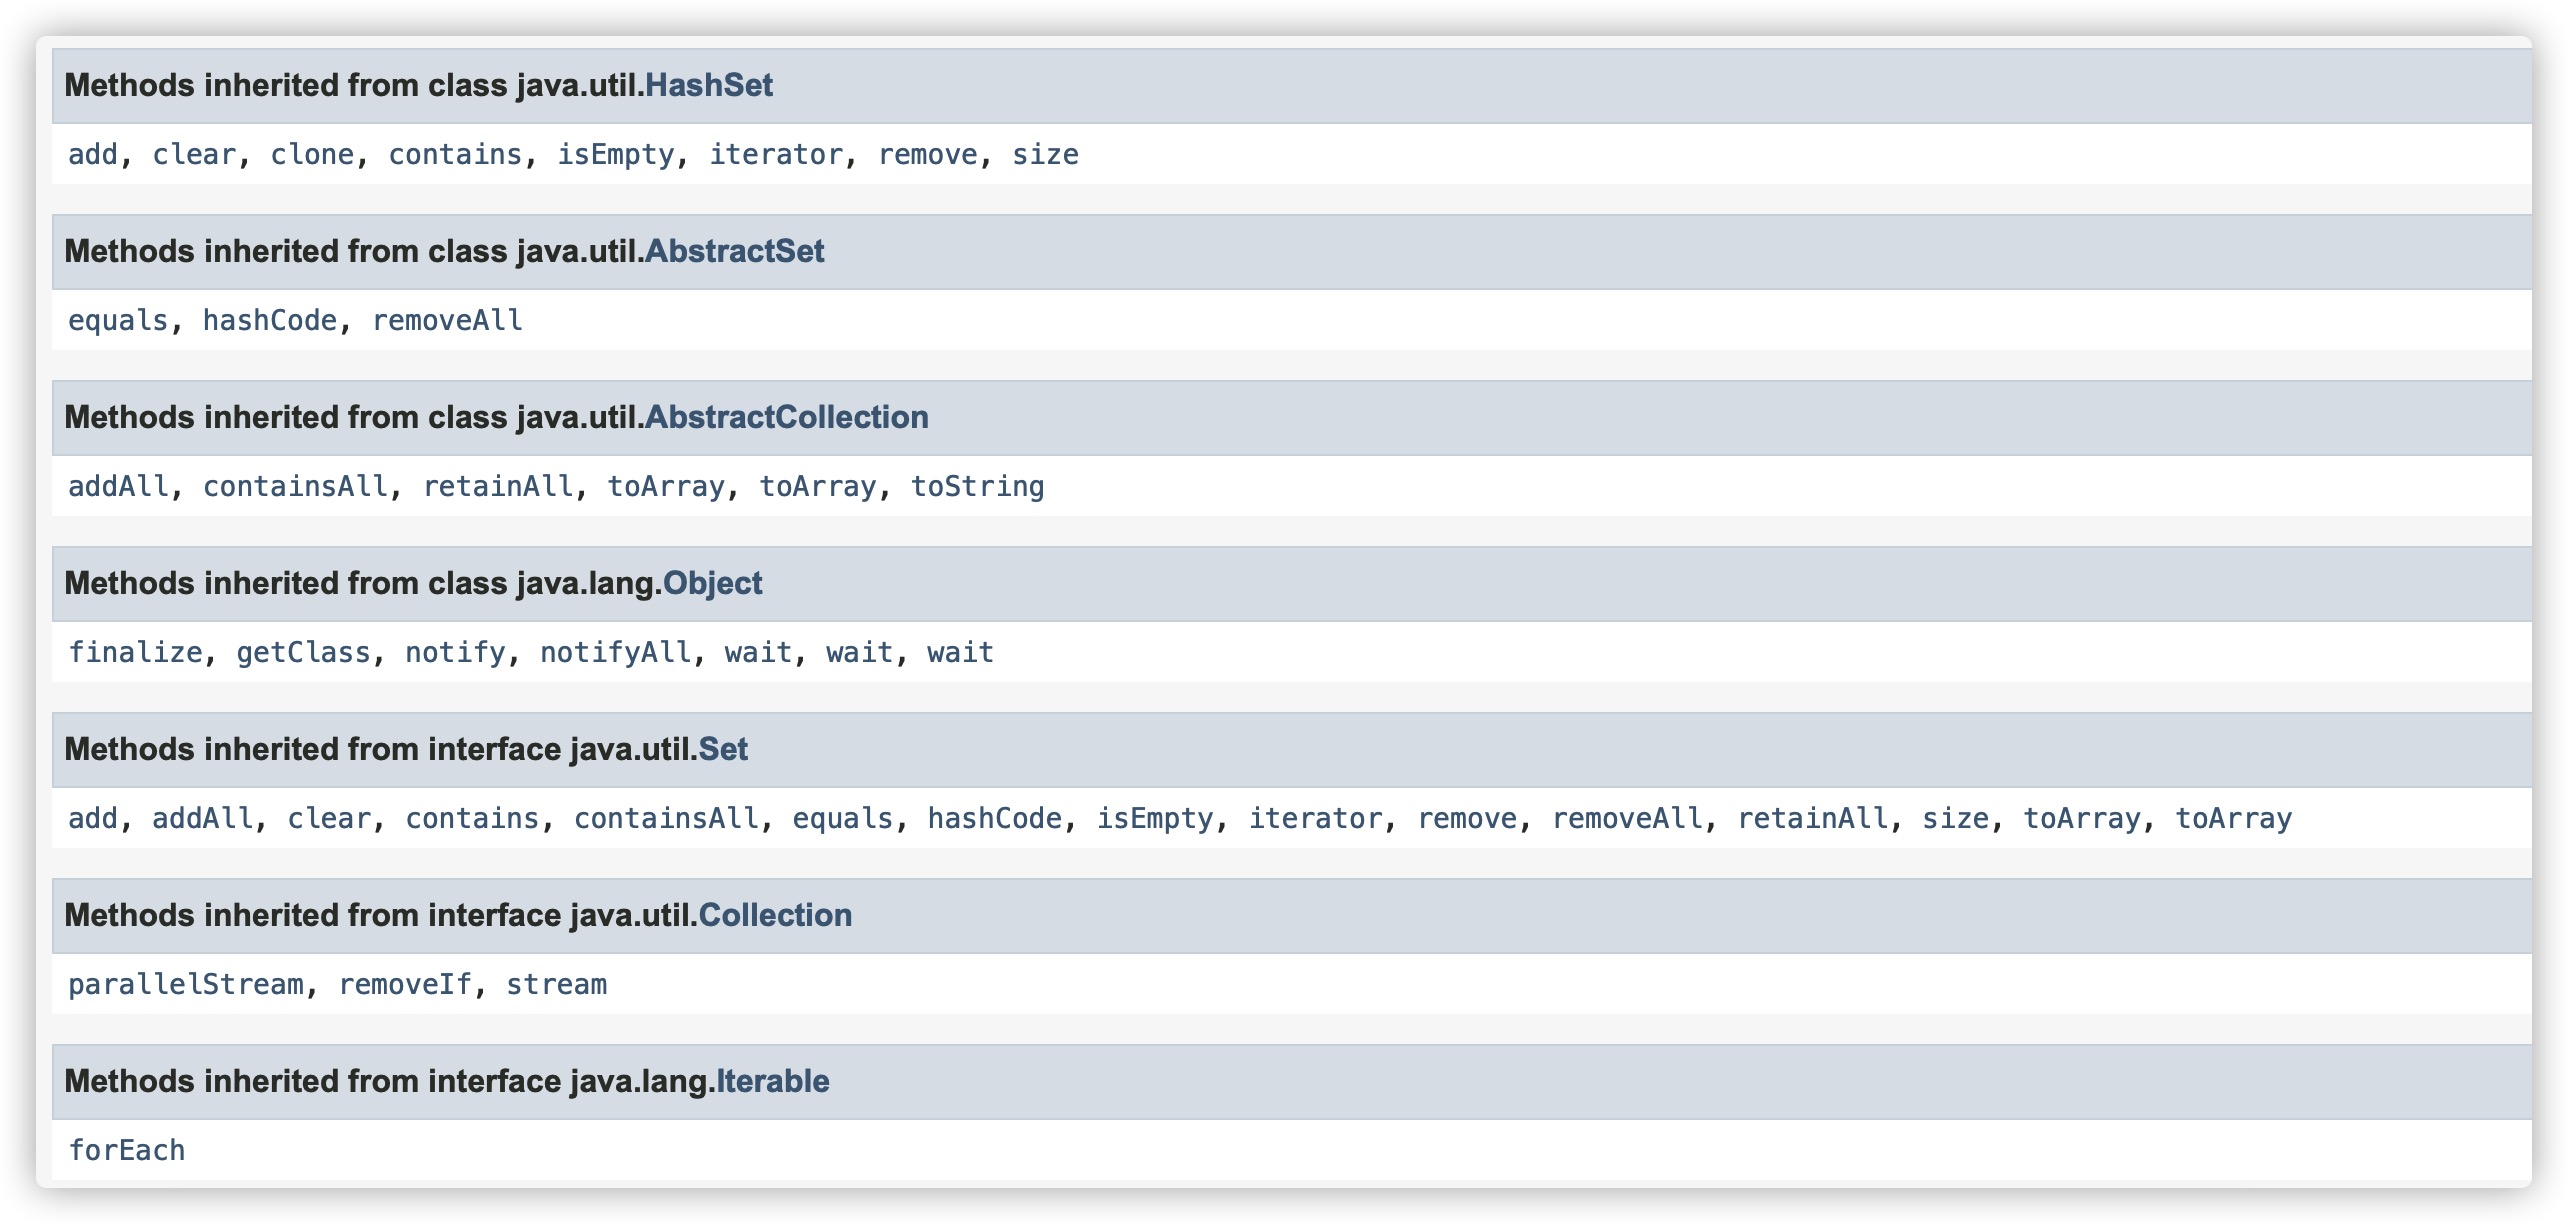 Methods inherited from class java.util.HashSet
add, clear, clone, contains, isEmpty, iterator, remove, size
Methods inherited from class java.util.AbstractSet
equals, hashCode, removeAll
Methods inherited from class java.util.AbstractCollection
addAll, containsAll, retainAll, toArray, toArray, toString
Methods inherited from class java.lang.Object
finalize, getClass, notify, notifyAll, wait, wait, wait
Methods inherited from interface java.util.Set
add, addAll, clear, contains, containsAll, equals, hashCode, isEmpty, iterator, remove, removeAll, retainAll, size, toArray, toArray
Methods inherited from interface java.util.Collection
parallelStream, removeIf, stream
Methods inherited from interface java.lang.Iterable
forEach